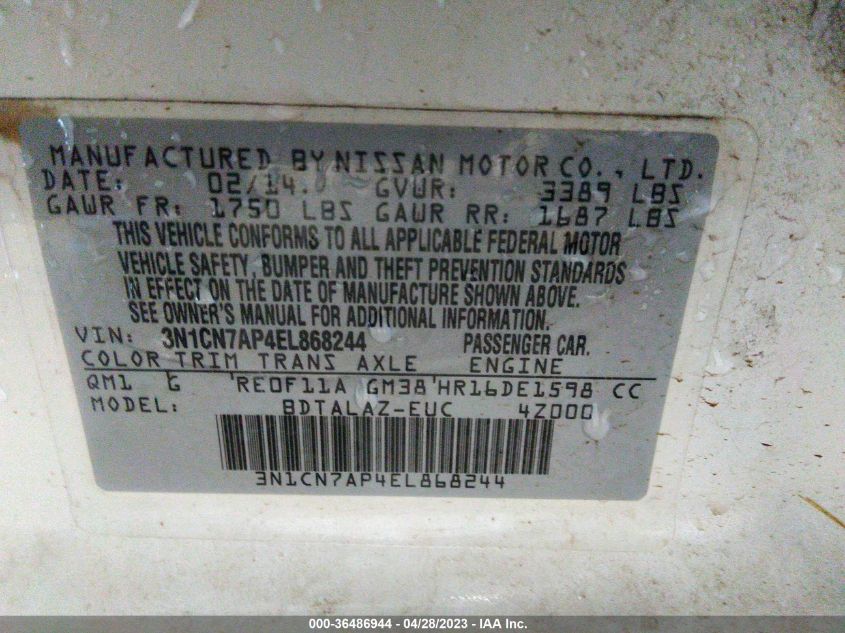 MANUFACTURED BY NISSAN MOTOR CO., LTD.
DATE: 02/14 GVWR: 3389 LBS
GAWR FR: 1750 LBS GAWR RR: 1687 LBS
THIS VEHICLE CONFORMS TO ALL APPLICABLE FEDERAL MOTOR
VEHICLE SAFETY, BUMPER AND THEFT PREVENTION STANDARDS
IN EFFECT ON THE DATE OF MANUFACTURE SHOWN ABOVE.
SEE OWNER'S MANUAL FOR ADDITIONAL INFORMATION.
VIN: 3N1CN7AP4EL868244 PASSENGER CAR.
COLOR TRIM TRANS AXLE ENGINE
QM1 G RE0F11A GM38 HR16DE1598 CC
MODEL: BDTALAZ-EUC 4Z000
3N1CN7AP4EL868244
000-36486944 - 04/28/2023 - IAA Inc.